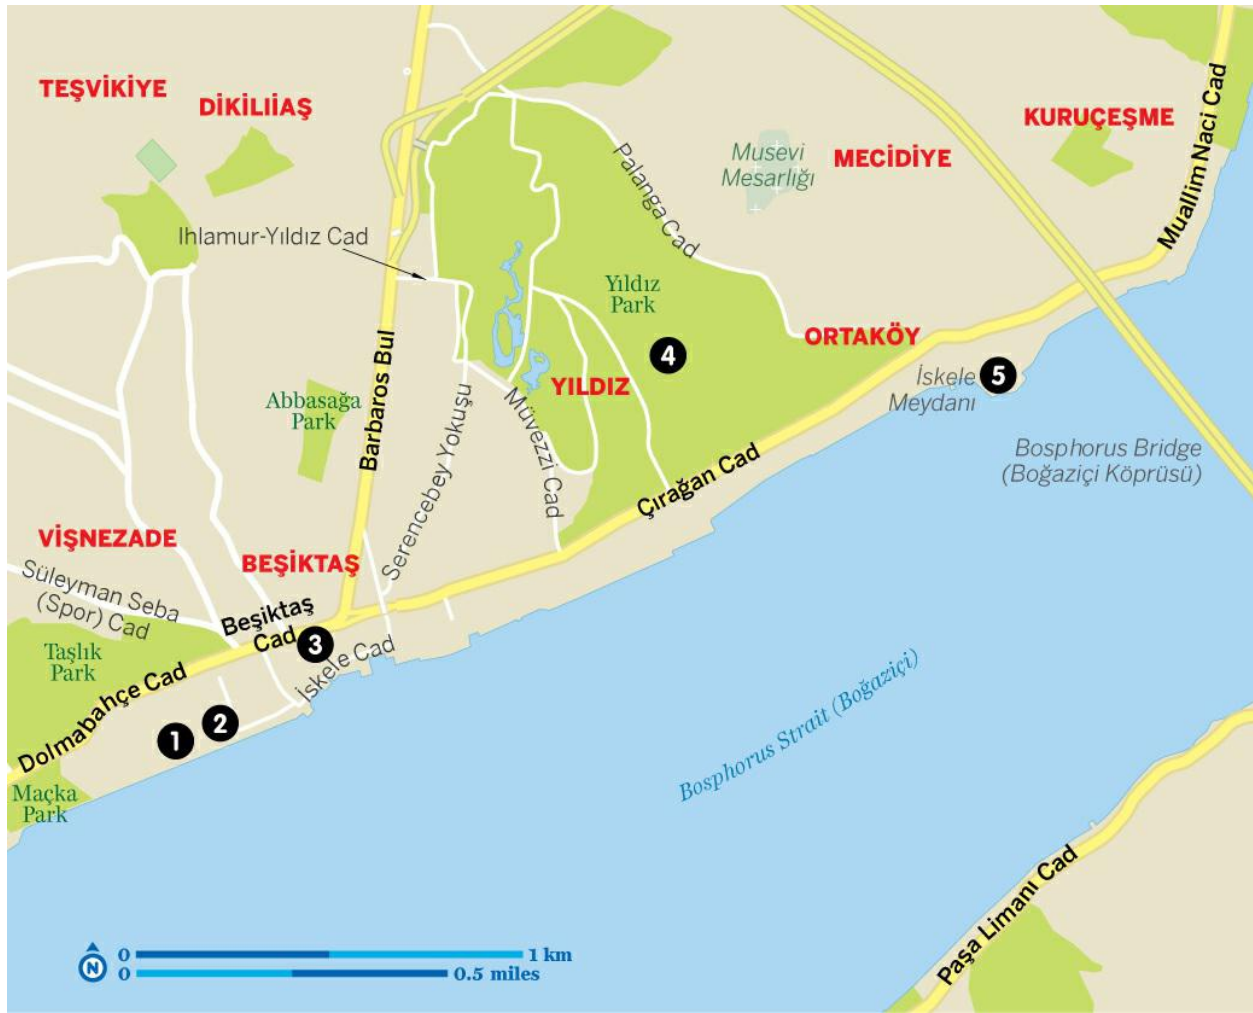 TEŞVİKİYE
DİKİLIİAŞ
KURUÇEŞME
Muallim Naci Cad
Musevi
Mesarlığı
MECİDİYE
Palanga Cad
Ihlamur-Yıldız Cad
Yıldız
Park
4
ORTAKÖY
Barbaros Bul
İskele
Meydanı
5
YILDIZ
Abbasağa
Park
Serencebey Yokuşu
Müvezzi Cad
Çırağan Cad
Bosphorus Bridge
(Boğaziçi Köprüsü)
VİŞNEZADE
BEŞİKTAŞ
Süleyman Seba
(Spor) Cad
Beşiktaş
Cad
3
İskele Cad
Taşlık
Park
Dolmabahçe Cad
1
2
Bosphorus Strait (Boğaziçi)
Maçka
Park
Paşa Limanı Cad
N
0 1 km
0 0.5 miles